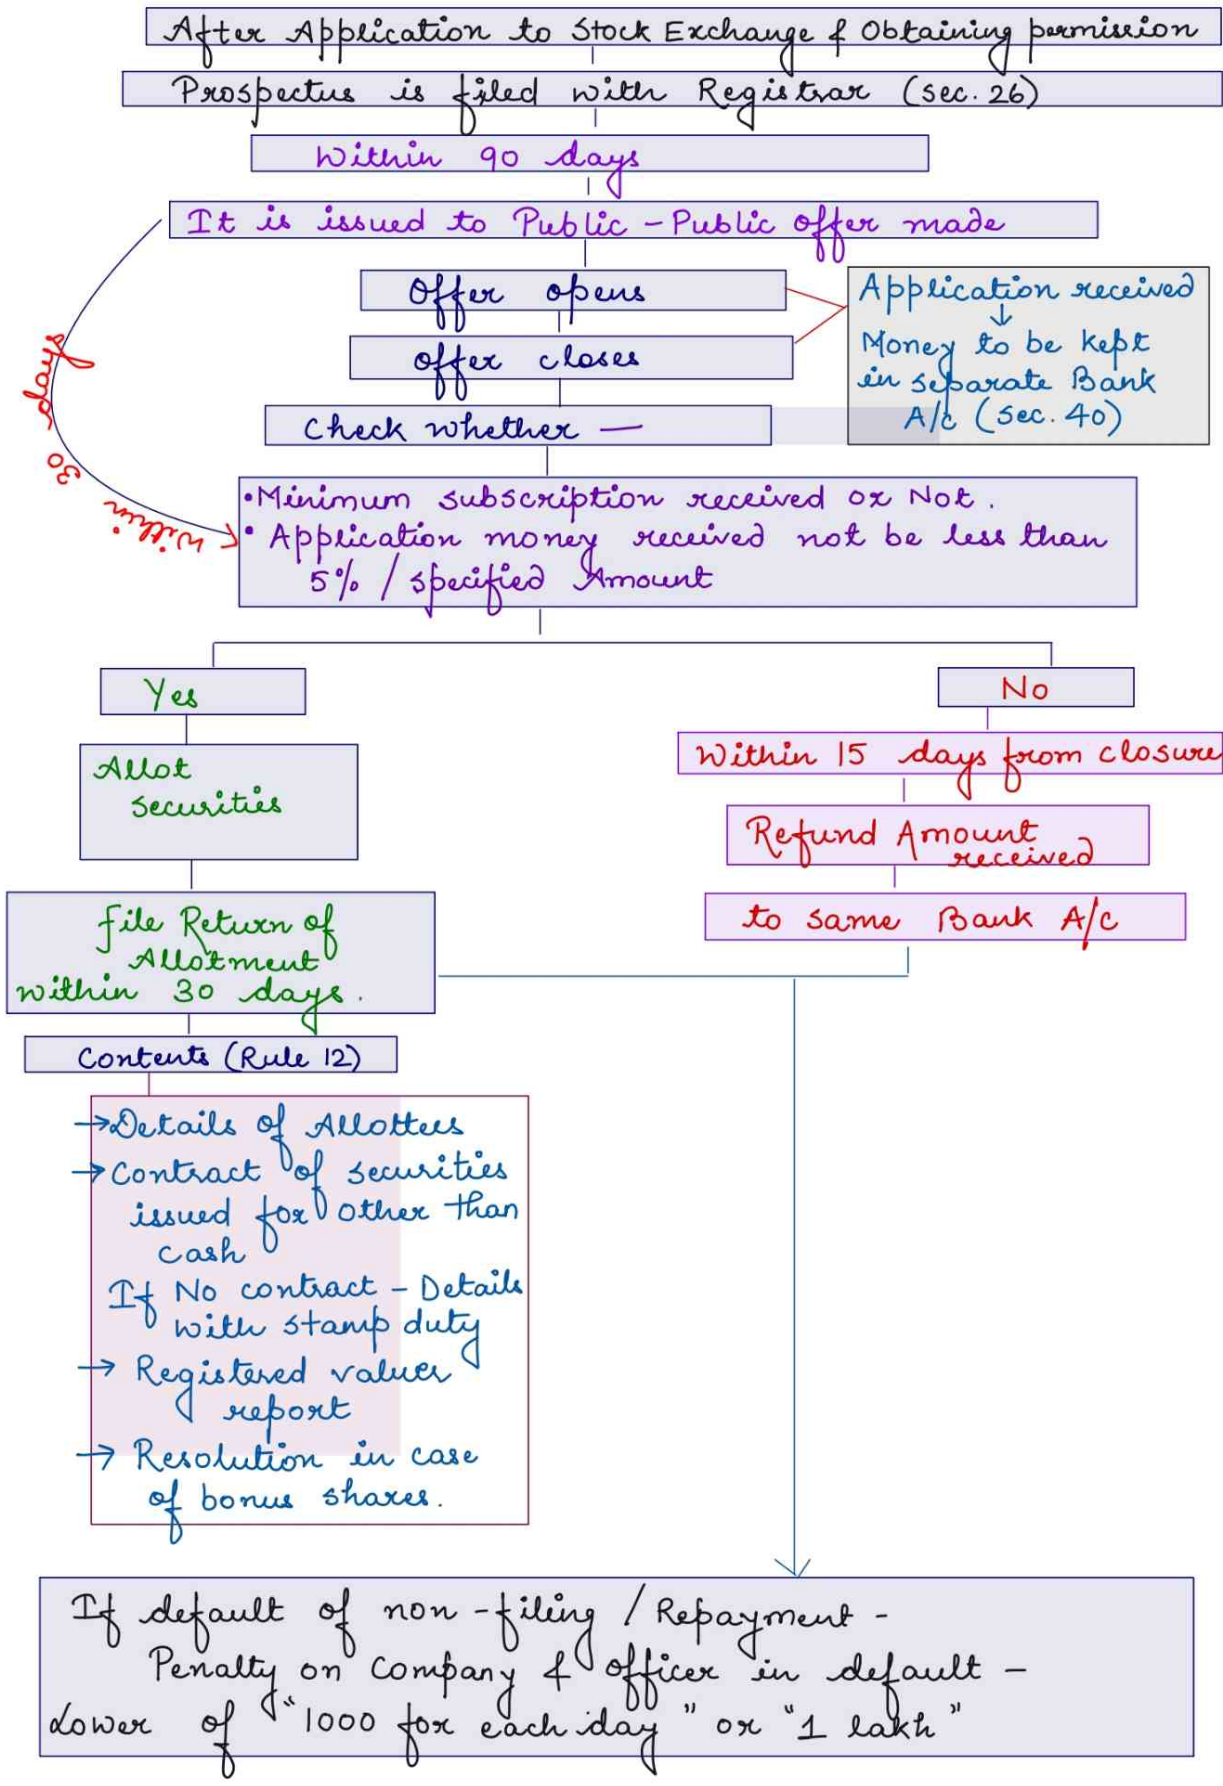 After Application to Stock Exchange & Obtaining permission
Prospectus is filed with Registrar (sec. 26)
Within 90 days
It is issued to Public - Public offer made
Offer opens
offer closes
Application received
↓
Money to be kept
in separate Bank
A/c (sec. 40)
Check whether —
within 30 days
• Minimum subscription received or Not.
• Application money received not be less than
5% / specified Amount
Yes
No
Allot
securities
Within 15 days from closure
Refund Amount
received
to same Bank A/c
file Return of
Allotment
within 30 days.
Contents (Rule 12)
→ Details of Allottees
→ Contract of securities
issued for other than
cash
If No contract - Details
with stamp duty
→ Registered valuer
report
→ Resolution in case
of bonus shares.
If default of non-filing / Repayment -
Penalty on Company & officer in default -
Lower of "1000 for each day" or "1 lakh"